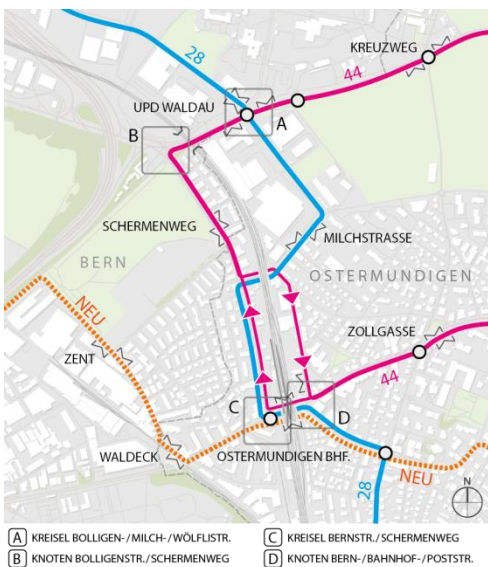 28
KREUZWEG
44
UPD WALDAU
A
B
SCHERMENWEG
MILCHSTRASSE
BERN
OSTERMUNDIGEN
NEU
ZOLLGASSE
ZENT
44
C
D
WALDECK
OSTERMUNDIGEN BHF.
NEU
28
N
A KREISEL BOLLIGEN-/MILCH-/WÖLFLISTR.
B KNOTEN BOLLIGENSTR./SCHERMENWEG
C KREISEL BERNSTR./SCHERMENWEG
D KNOTEN BERN-/BAHNHOF-/POSTSTR.